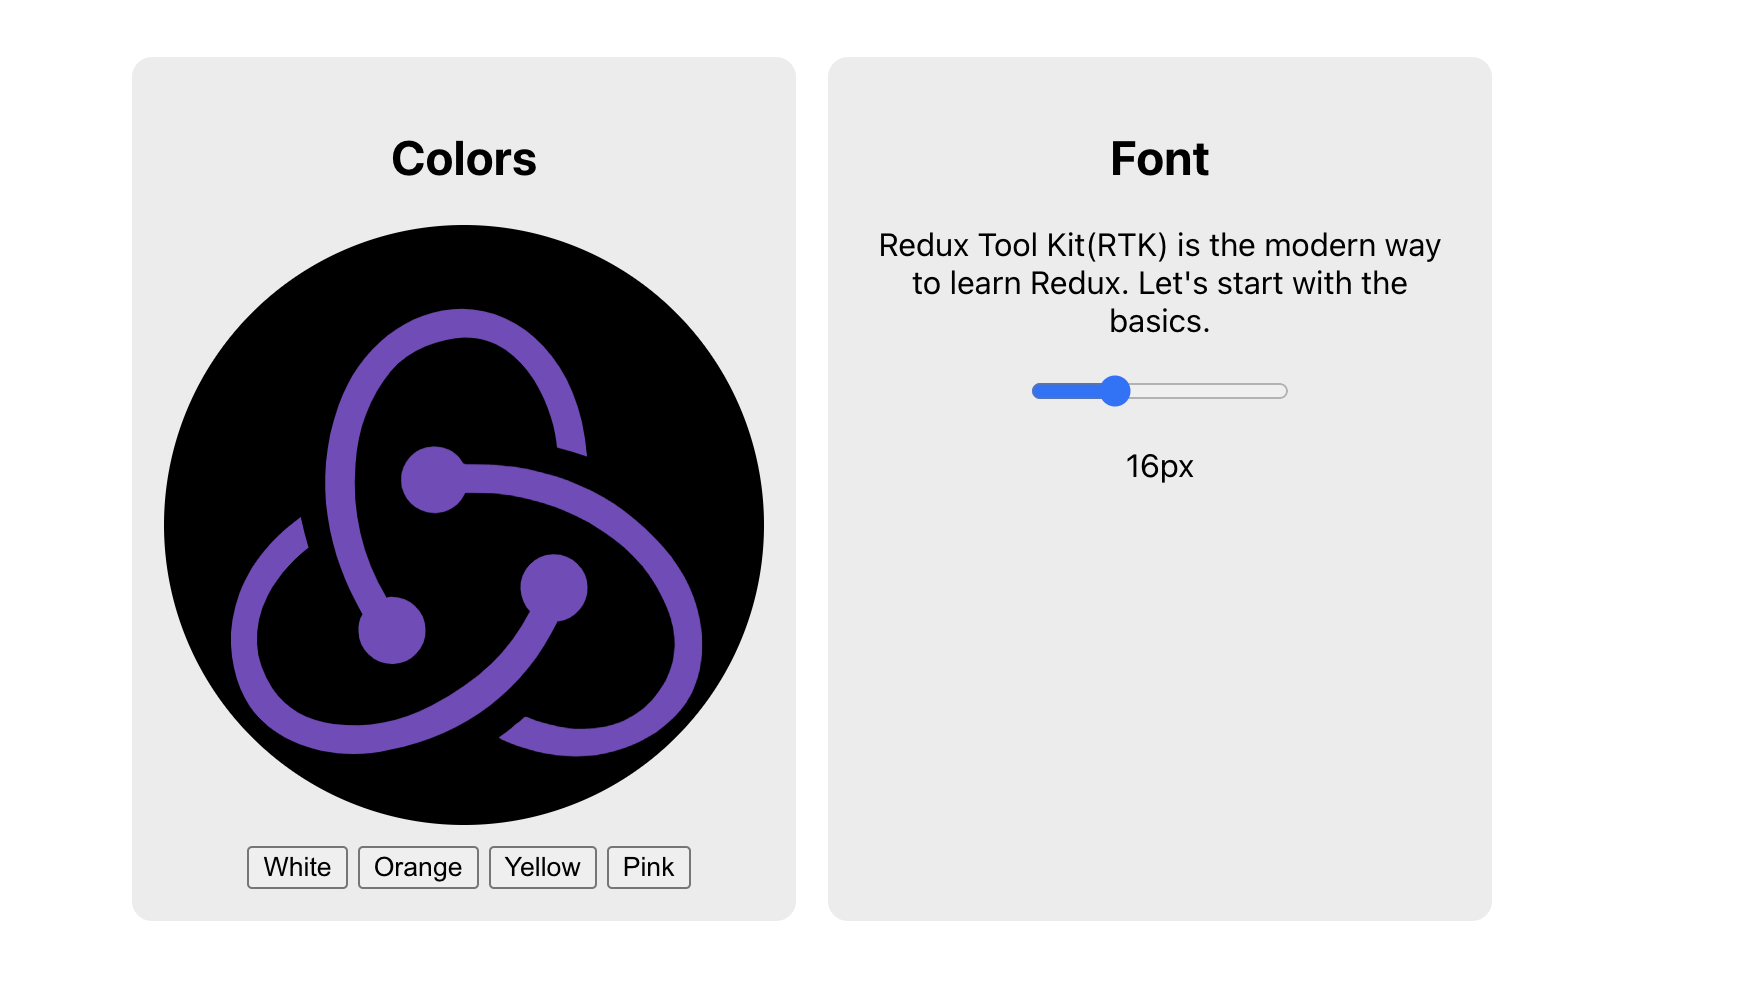 Colors
White
Orange
Yellow
Pink
Font
Redux Tool Kit(RTK) is the modern way
to learn Redux. Let's start with the
basics.
16px